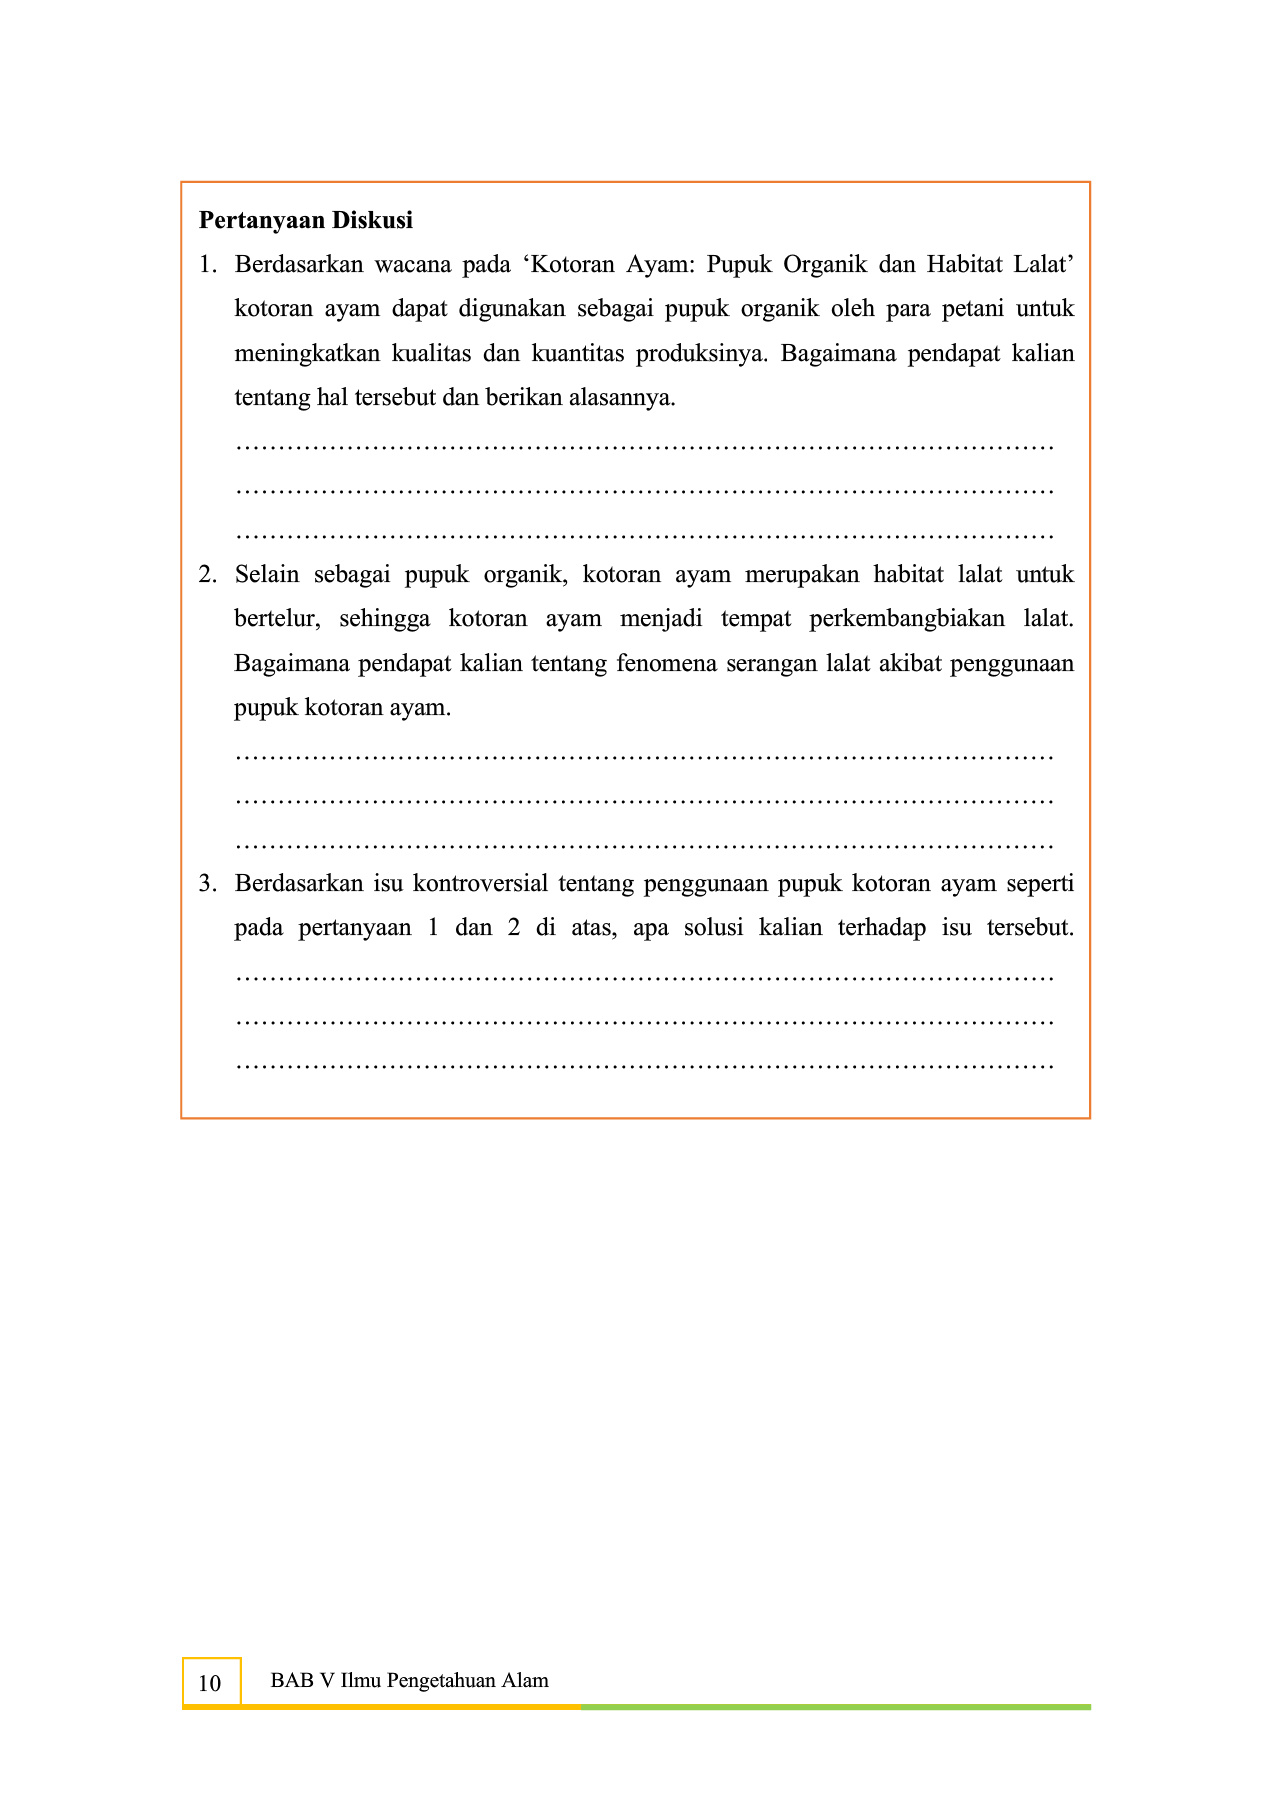 Pertanyaan Diskusi
1. Berdasarkan wacana pada ‘Kotoran Ayam: Pupuk Organik dan Habitat Lalat’
kotoran ayam dapat digunakan sebagai pupuk organik oleh para petani untuk
meningkatkan kualitas dan kuantitas produksinya. Bagaimana pendapat kalian
tentang hal tersebut dan berikan alasannya.
……………………………………………………………………………………
……………………………………………………………………………………
……………………………………………………………………………………
2. Selain sebagai pupuk organik, kotoran ayam merupakan habitat lalat untuk
bertelur, sehingga kotoran ayam menjadi tempat perkembangbiakan lalat.
Bagaimana pendapat kalian tentang fenomena serangan lalat akibat penggunaan
pupuk kotoran ayam.
……………………………………………………………………………………
……………………………………………………………………………………
……………………………………………………………………………………
3. Berdasarkan isu kontroversial tentang penggunaan pupuk kotoran ayam seperti
pada pertanyaan 1 dan 2 di atas, apa solusi kalian terhadap isu tersebut.
……………………………………………………………………………………
……………………………………………………………………………………
……………………………………………………………………………………
10 BAB V Ilmu Pengetahuan Alam